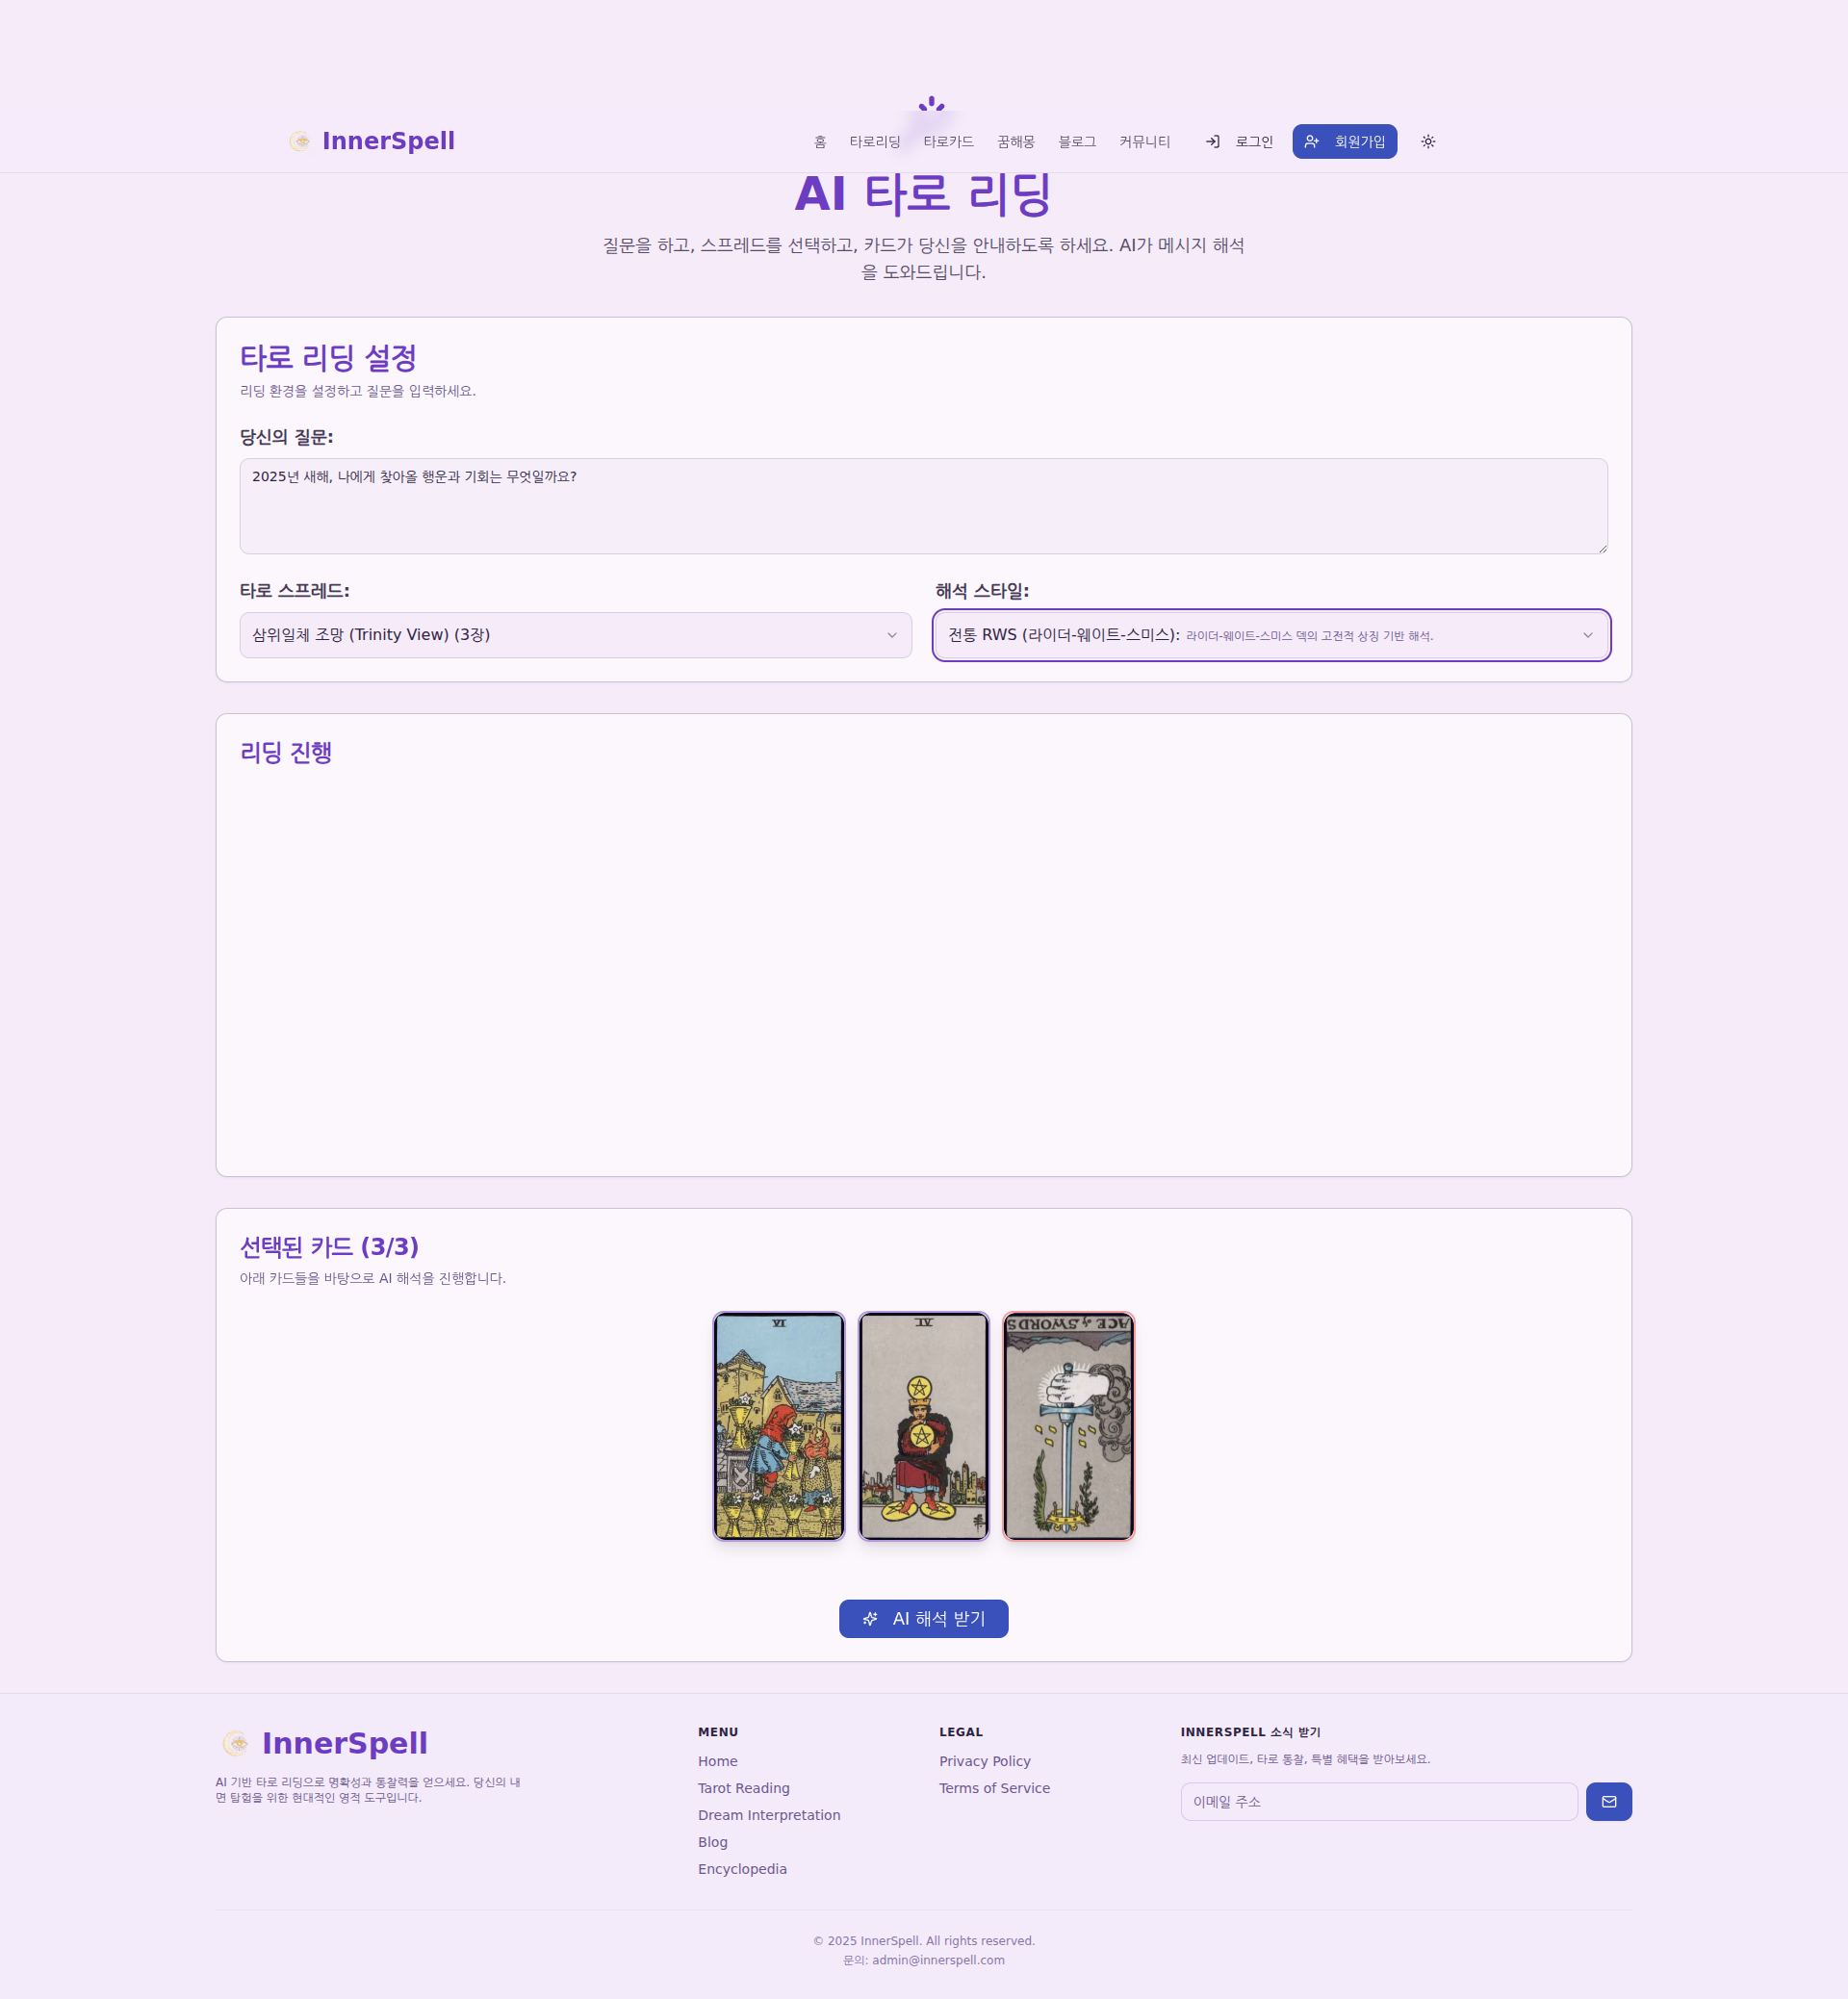 InnerSpell
홈
타로리딩
타로카드
꿈해몽
블로그
커뮤니티
로그인
회원가입
AI 타로 리딩
질문을 하고, 스프레드를 선택하고, 카드가 당신을 안내하도록 하세요. AI가 메시지 해석
을 도와드립니다.
타로 리딩 설정
리딩 환경을 설정하고 질문을 입력하세요.
당신의 질문:
2025년 새해, 나에게 찾아올 행운과 기회는 무엇일까요?
타로 스프레드:
해석 스타일:
삼위일체 조망 (Trinity View) (3장)
전통 RWS (라이더-웨이트-스미스): 라이더-웨이트-스미스 덱의 고전적 상징 기반 해석.
리딩 진행
선택된 카드 (3/3)
아래 카드들을 바탕으로 AI 해석을 진행합니다.
ACE of SWORDS
AI 해석 받기
InnerSpell
AI 기반 타로 리딩으로 명확성과 통찰력을 얻으세요. 당신의 내
면 탐험을 위한 현대적인 영적 도구입니다.
MENU
Home
Tarot Reading
Dream Interpretation
Blog
Encyclopedia
LEGAL
Privacy Policy
Terms of Service
INNERSPELL 소식 받기
최신 업데이트, 타로 통찰, 특별 혜택을 받아보세요.
이메일 주소
© 2025 InnerSpell. All rights reserved.
문의: admin@innerspell.com